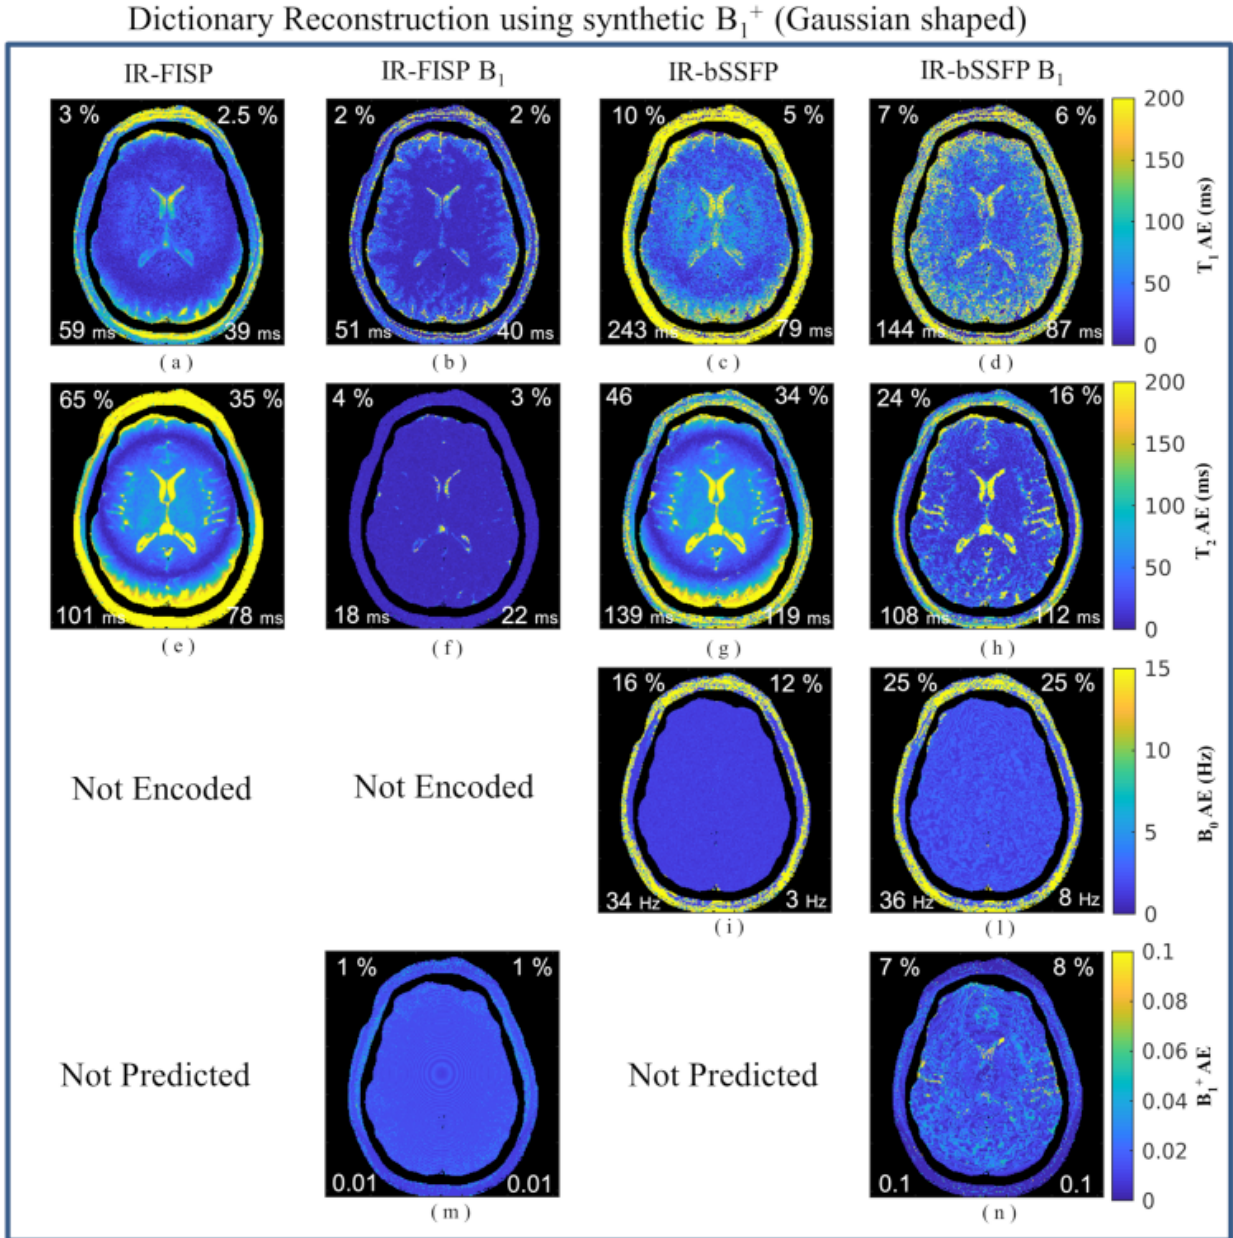 Dictionary Reconstruction using synthetic B₁⁺ (Gaussian shaped)
IR-FISP IR-FISP B₁ IR-bSSFP IR-bSSFP B₁
3 % 2.5 % 2 % 2 % 10 % 5 % 7 % 6 % 200
150
100
50
0
T₁ AE (ms)
59 ms 39 ms 51 ms 40 ms 243 ms 79 ms 144 ms 87 ms
( a ) ( b ) ( c ) ( d )
65 % 35 % 4 % 3 % 46 34 % 24 % 16 % 200
150
100
50
0
T₂ AE (ms)
101 ms 78 ms 18 ms 22 ms 139 ms 119 ms 108 ms 112 ms
( e ) ( f ) ( g ) ( h )
16 % 12 % 25 % 25 % 15
10
5
0
B₀ AE (Hz)
Not Encoded Not Encoded
34 Hz 3 Hz 36 Hz 8 Hz
( i ) ( l )
1 % 1 % 7 % 8 % 0.1
0.08
0.06
0.04
0.02
0
B₁⁺ AE
Not Predicted Not Predicted
0.01 0.01 0.1 0.1
( m ) ( n )